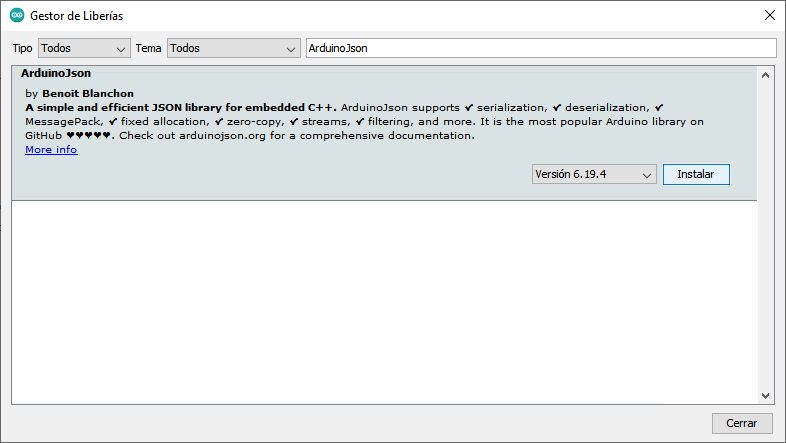 Gestor de Liberías
Tipo Todos Tema Todos ArduinoJson
ArduinoJson
by Benoit Blanchon
A simple and efficient JSON library for embedded C++. ArduinoJson supports ✔ serialization, ✔ deserialization, ✔
MessagePack, ✔ fixed allocation, ✔ zero-copy, ✔ streams, ✔ filtering, and more. It is the most popular Arduino library on
GitHub ♥♥♥♥♥. Check out arduinojson.org for a comprehensive documentation.
More info
Versión 6.19.4 Instalar
Cerrar